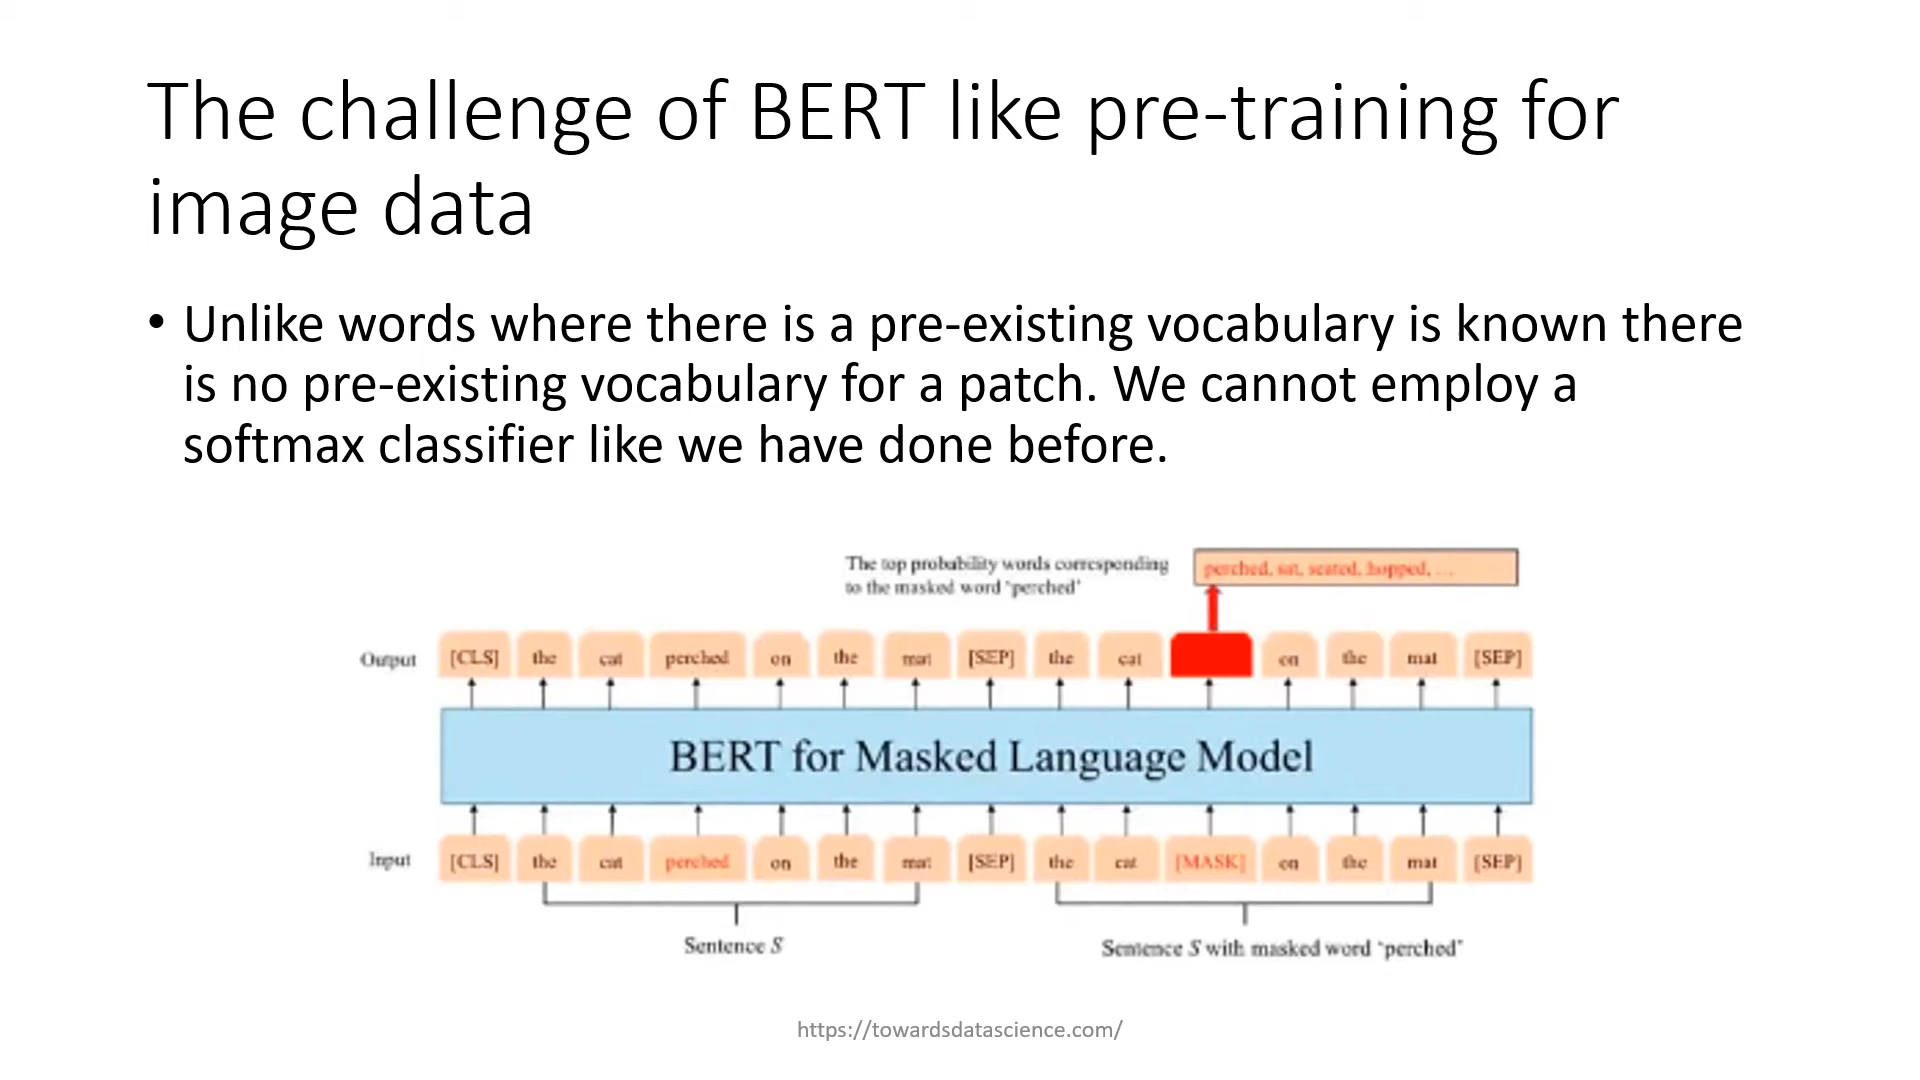 The challenge of BERT like pre-training for
image data
• Unlike words where there is a pre-existing vocabulary is known there
is no pre-existing vocabulary for a patch. We cannot employ a
softmax classifier like we have done before.
The top probability words corresponding
to the masked word 'perched'
perched, sat, seated, hopped, ...
Output [CLS] the cat perched on the mat [SEP] the cat on the mat [SEP]
BERT for Masked Language Model
Input [CLS] the cat perched on the mat [SEP] the cat [MASK] on the mat [SEP]
Sentence S
Sentence S with masked word 'perched'
https://towardsdatascience.com/